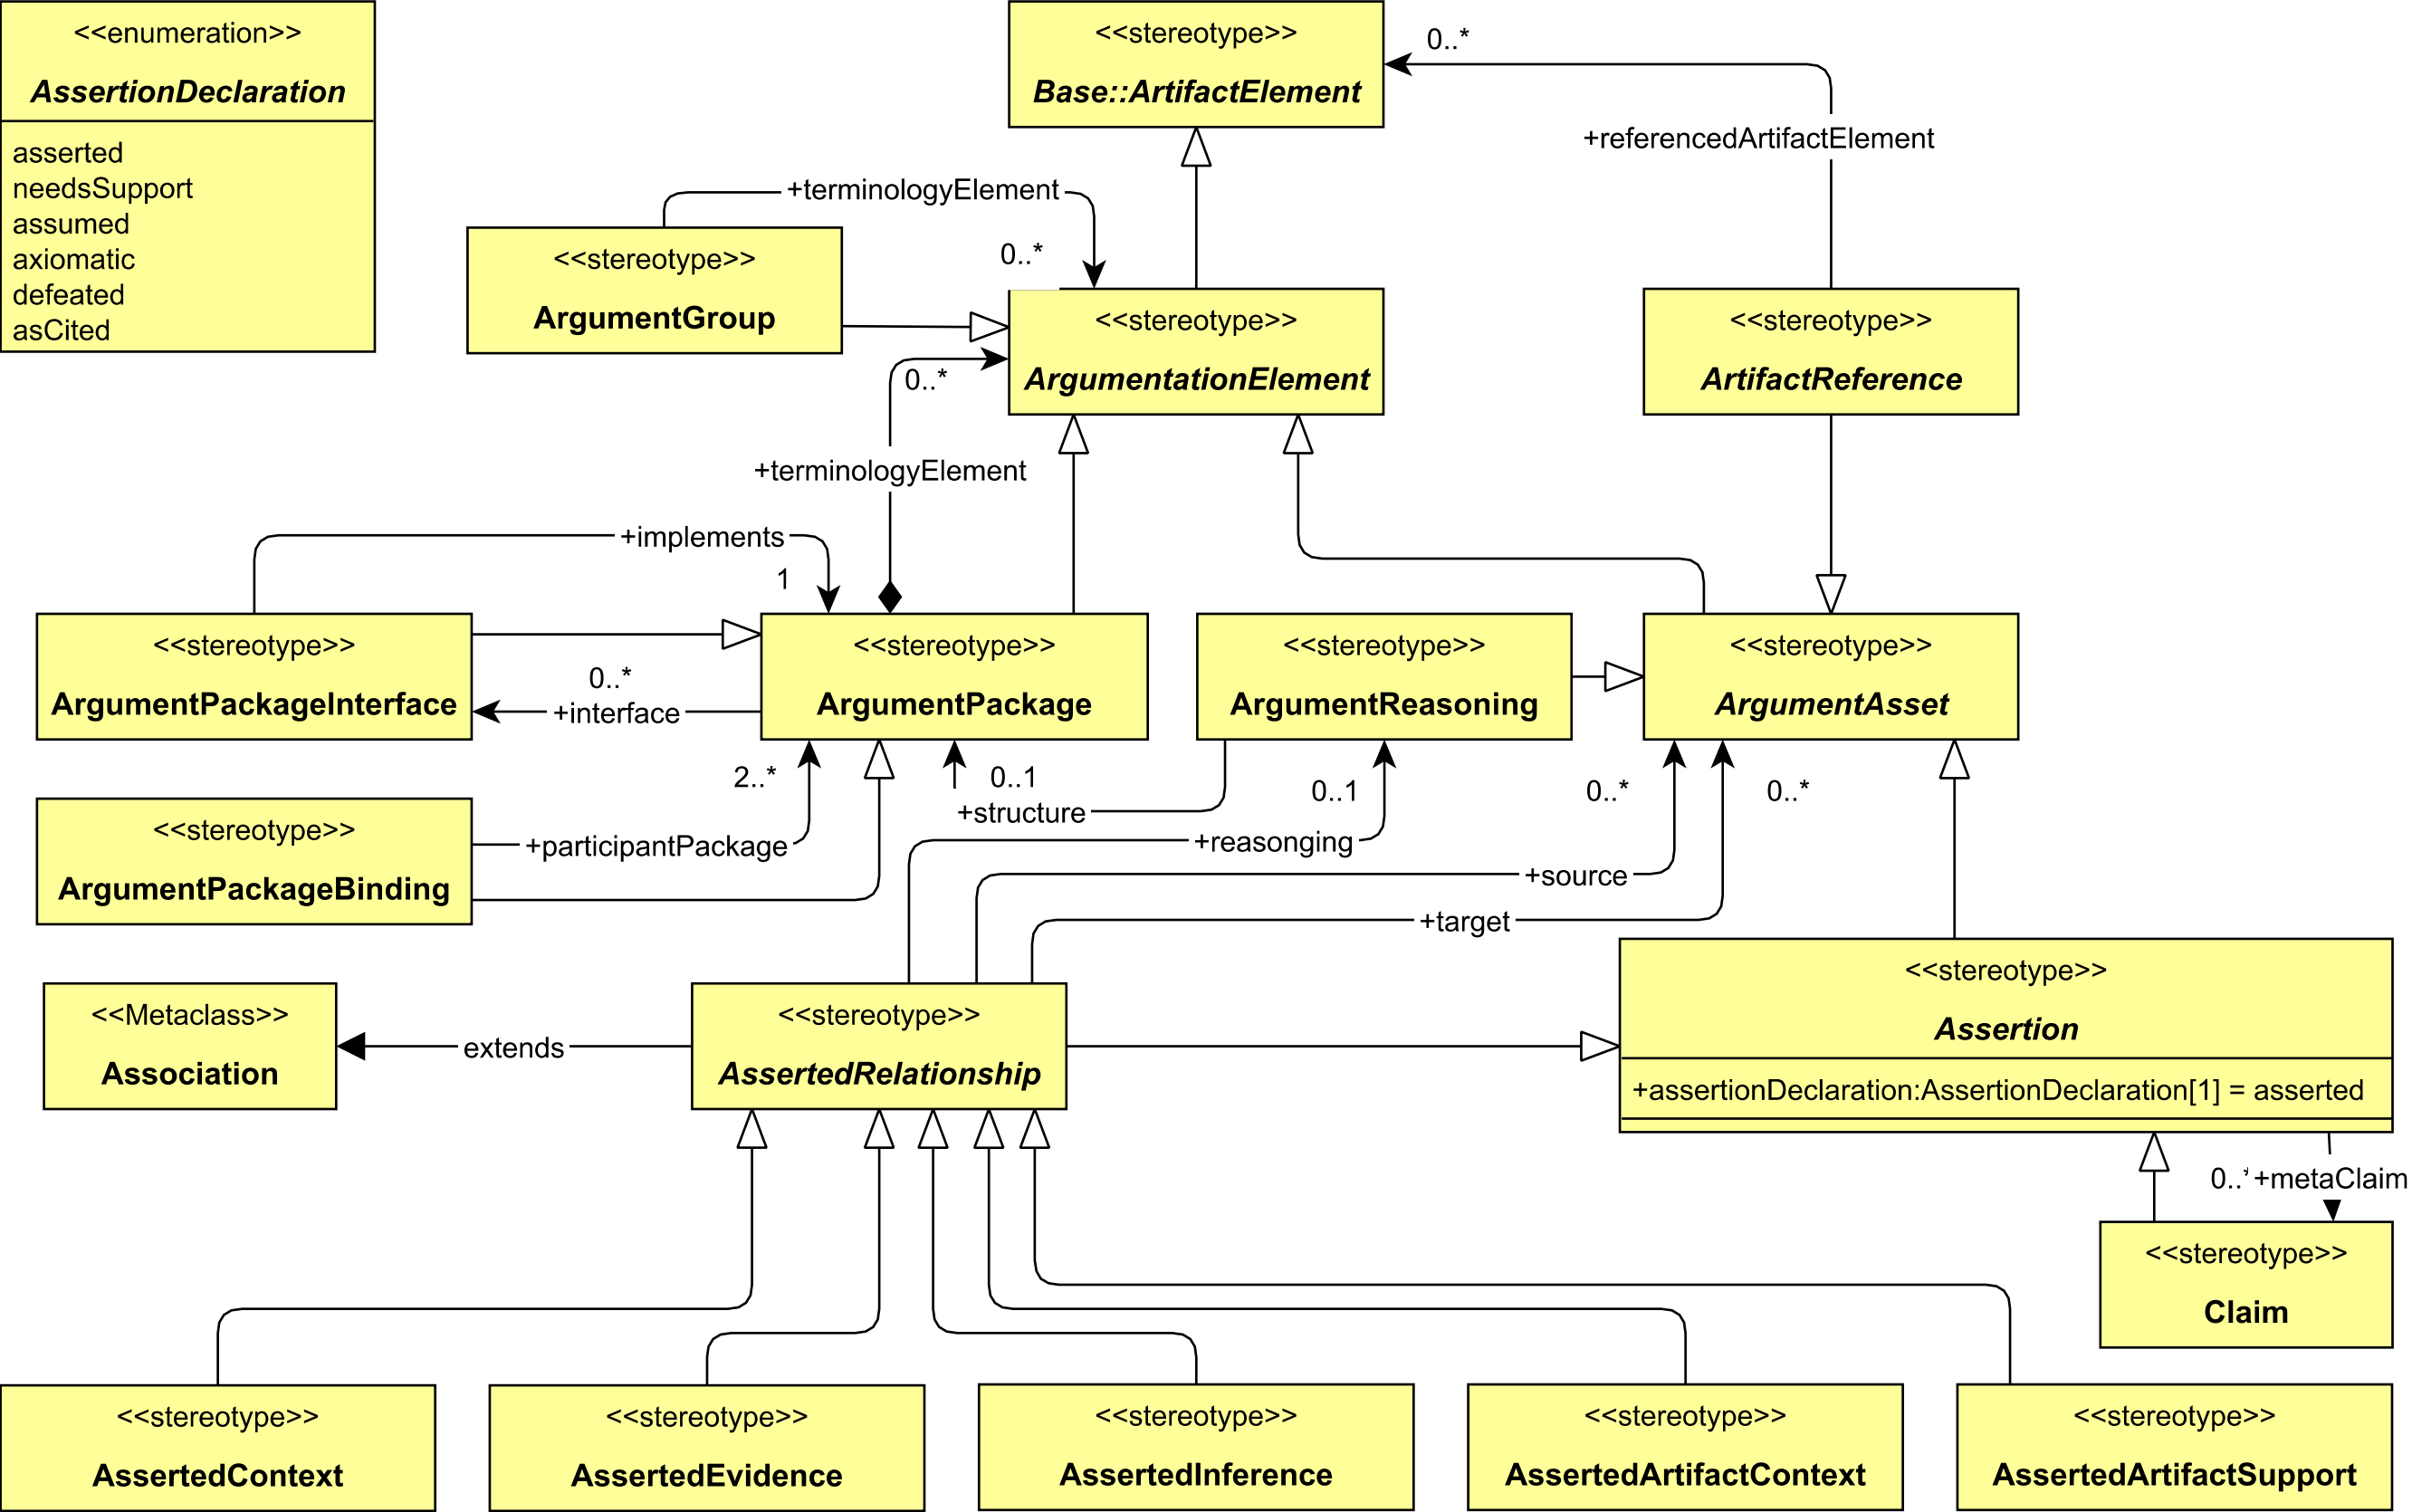 <<enumeration>>
AssertionDeclaration
asserted
needsSupport
assumed
axiomatic
defeated
asCited
<<stereotype>>
Base::ArtifactElement
0..*
+referencedArtifactElement
+terminologyElement
0..*
<<stereotype>>
ArgumentGroup
<<stereotype>>
ArgumentationElement
<<stereotype>>
ArtifactReference
0..*
+terminologyElement
+implements
1
<<stereotype>>
ArgumentPackageInterface
0..*
+interface
<<stereotype>>
ArgumentPackage
<<stereotype>>
ArgumentReasoning
<<stereotype>>
ArgumentAsset
2..*
0..1
+structure
0..1
0..*
0..*
<<stereotype>>
ArgumentPackageBinding
+participantPackage
+reasonging
+source
+target
<<Metaclass>>
Association
extends
<<stereotype>>
AssertedRelationship
<<stereotype>>
Assertion
+assertionDeclaration:AssertionDeclaration[1] = asserted
0..*
+metaClaim
<<stereotype>>
Claim
<<stereotype>>
AssertedContext
<<stereotype>>
AssertedEvidence
<<stereotype>>
AssertedInference
<<stereotype>>
AssertedArtifactContext
<<stereotype>>
AssertedArtifactSupport